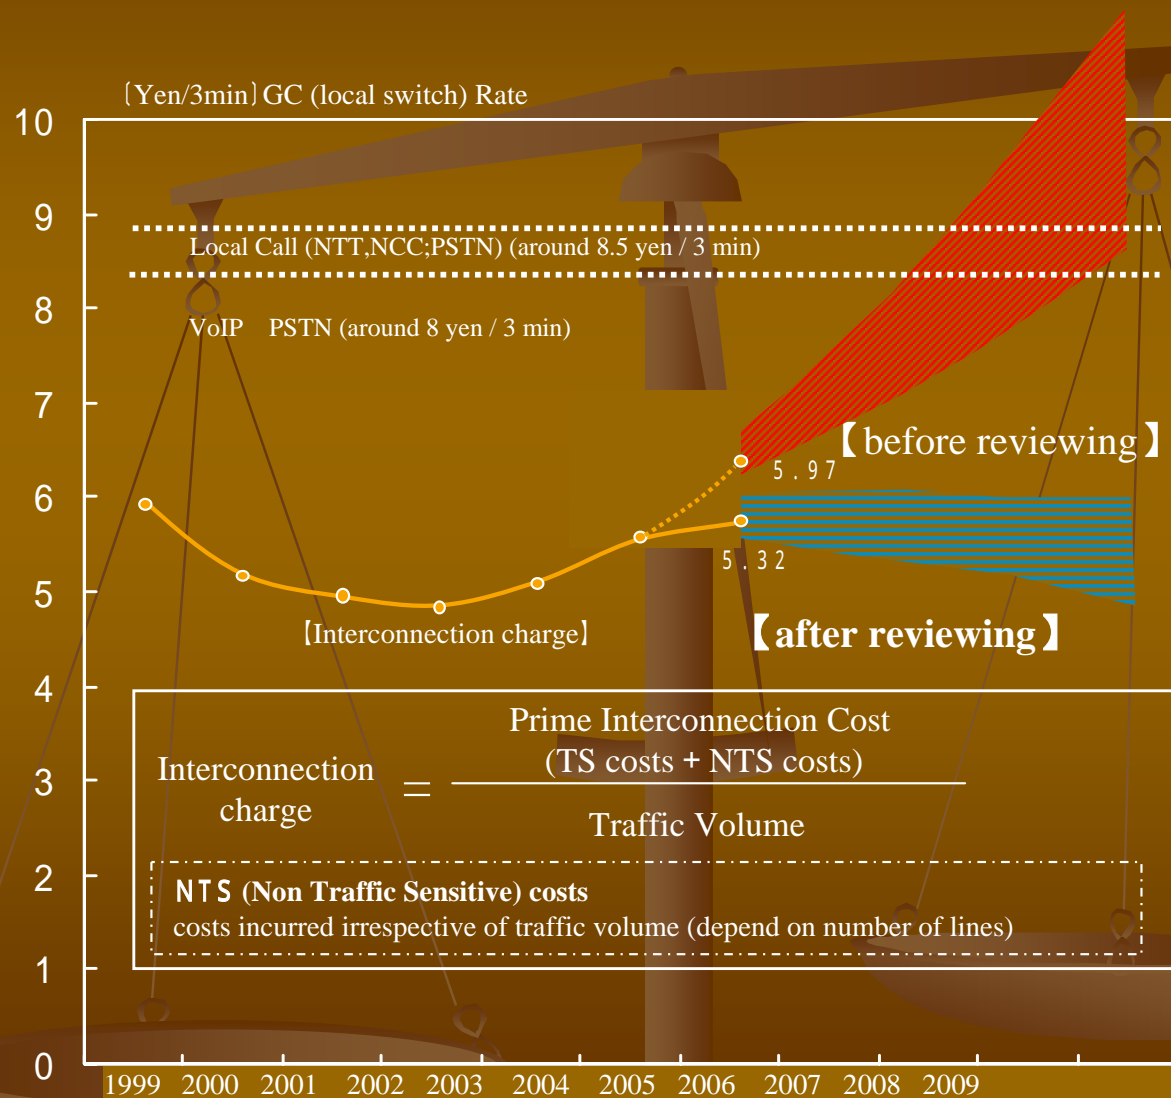 [Yen/3min] GC (local switch) Rate
10
9
Local Call (NTT,NCC;PSTN) (around 8.5 yen / 3 min)
8
VoIP PSTN (around 8 yen / 3 min)
7
【before reviewing】
5.97
6
5.32
5
【Interconnection charge】
【after reviewing】
4
Prime Interconnection Cost
(TS costs + NTS costs)
Interconnection
charge
=
Traffic Volume
3
2
NTS (Non Traffic Sensitive) costs
costs incurred irrespective of traffic volume (depend on number of lines)
1
0
1999 2000 2001 2002 2003 2004 2005 2006 2007 2008 2009